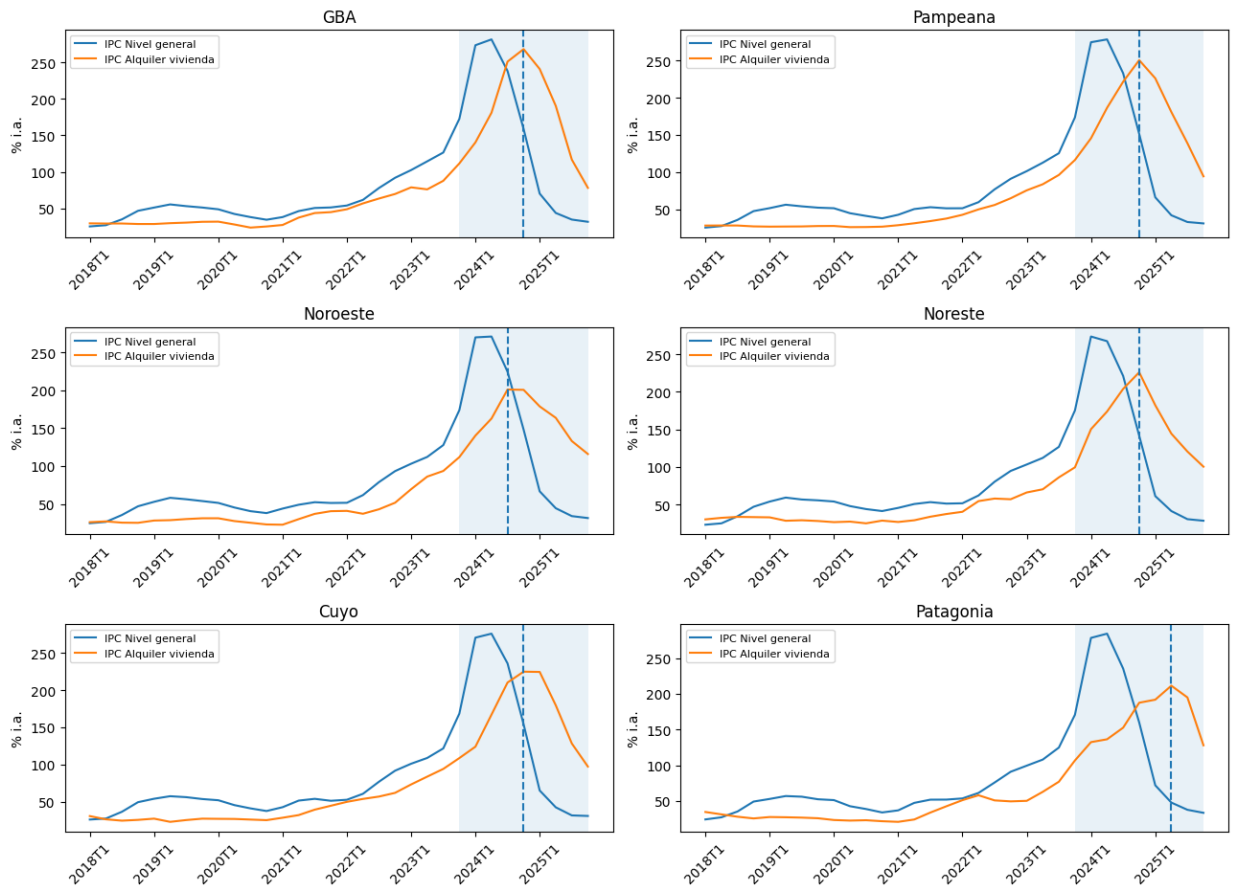 GBA
IPC Nivel general
IPC Alquiler vivienda
% i.a.
250
200
150
100
50
2018T1
2019T1
2020T1
2021T1
2022T1
2023T1
2024T1
2025T1
Pampeana
IPC Nivel general
IPC Alquiler vivienda
% i.a.
250
200
150
100
50
2018T1
2019T1
2020T1
2021T1
2022T1
2023T1
2024T1
2025T1
Noroeste
IPC Nivel general
IPC Alquiler vivienda
% i.a.
250
200
150
100
50
2018T1
2019T1
2020T1
2021T1
2022T1
2023T1
2024T1
2025T1
Noreste
IPC Nivel general
IPC Alquiler vivienda
% i.a.
250
200
150
100
50
2018T1
2019T1
2020T1
2021T1
2022T1
2023T1
2024T1
2025T1
Cuyo
IPC Nivel general
IPC Alquiler vivienda
% i.a.
250
200
150
100
50
2018T1
2019T1
2020T1
2021T1
2022T1
2023T1
2024T1
2025T1
Patagonia
IPC Nivel general
IPC Alquiler vivienda
% i.a.
250
200
150
100
50
2018T1
2019T1
2020T1
2021T1
2022T1
2023T1
2024T1
2025T1